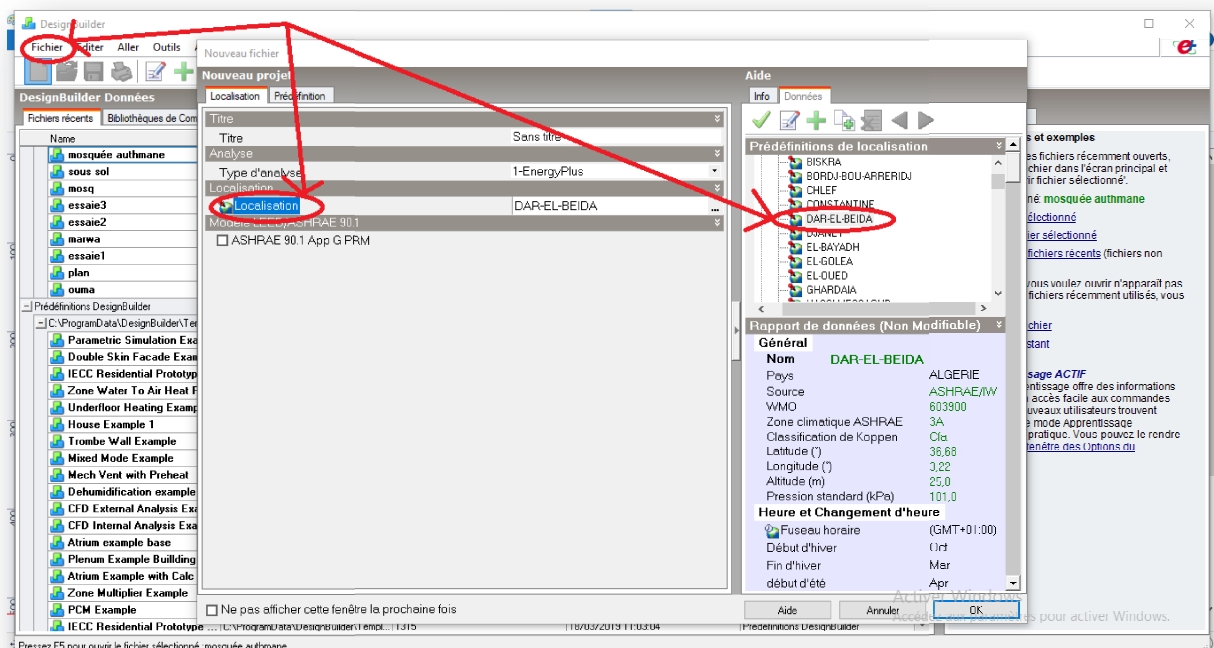 DesignBuilder
Fichier Editer Aller Outils
DesignBuilder Données
Fichiers récents Bibliothèques de Com
Name
mosquée authmane
sous sol
mosq
essaie3
essaie2
marwa
essaie1
plan
ouma
Prédéfinitions DesignBuilder
C:\ProgramData\DesignBuilder\Ter
Parametric Simulation Exa
Double Skin Facade Exam
IECC Residential Prototyp
Zone Water To Air Heat P
Underfloor Heating Examp
House Example 1
Trombe Wall Example
Mixed Mode Example
Mech Vent with Preheat
Dehumidification example
CFD External Analysis Exa
CFD Internal Analysis Exa
Atrium example base
Plenum Example Buillding
Atrium Example with Calc
Zone Multiplier Example
PCM Example
IECC Residential Prototype ... C:\ProgramData\DesignBuilder\Templ... 1315 18/03/2019 11:03:04 Prédéfinitions DesignBuilder
Pressez F5 pour ouvrir le fichier sélectionné :mosquée authmane
Nouveau fichier
Nouveau projet
Localisation Prédéfinition
Titre
Titre Sans titre
Analyse
Type d'analyse 1-EnergyPlus
Localisation
Localisation DAR-EL-BEIDA ...
Modèle LEED/ASHRAE 90.1
ASHRAE 90.1 App G PRM
Ne pas afficher cette fenêtre la prochaine fois
Aide
Info Données
Prédéfinitions de localisation
BISKRA
BORDJ-BOU-ARRERIDJ
CHLEF
CONSTANTINE
DAR-EL-BEIDA
DJANET
EL-BAYADH
EL-GOLEA
EL-OUED
GHARDAIA
Rapport de données (Non Modifiable)
Général
Nom DAR-EL-BEIDA
Pays ALGERIE
Source ASHRAE/IW
WMO 603900
Zone climatique ASHRAE 3A
Classification de Koppen Cfa
Latitude (°) 36,68
Longitude (°) 3,22
Altitude (m) 25,0
Pression standard (kPa) 101,0
Heure et Changement d'heure
Fuseau horaire (GMT+01:00)
Début d'hiver Oct
Fin d'hiver Mar
début d'été Apr
Aide Annuler OK
s et exemples
es fichiers récemment ouverts,
chier dans l'écran principal et
rir fichier sélectionné'.
né: mosquée authmane
électionné
ier sélectionné
fichiers récents (fichiers non
vous voulez ouvrir n'apparaît pas
fichiers récemment utilisés, vous
chier
stant
sage ACTIF
entissage offre des informations
accès facile aux commandes
uveaux utilisateurs trouvent
e mode Apprentissage
pratique. Vous pouvez le rendre
fenêtre des Options du
Activer Windows
Accédez aux paramètres pour activer Windows.